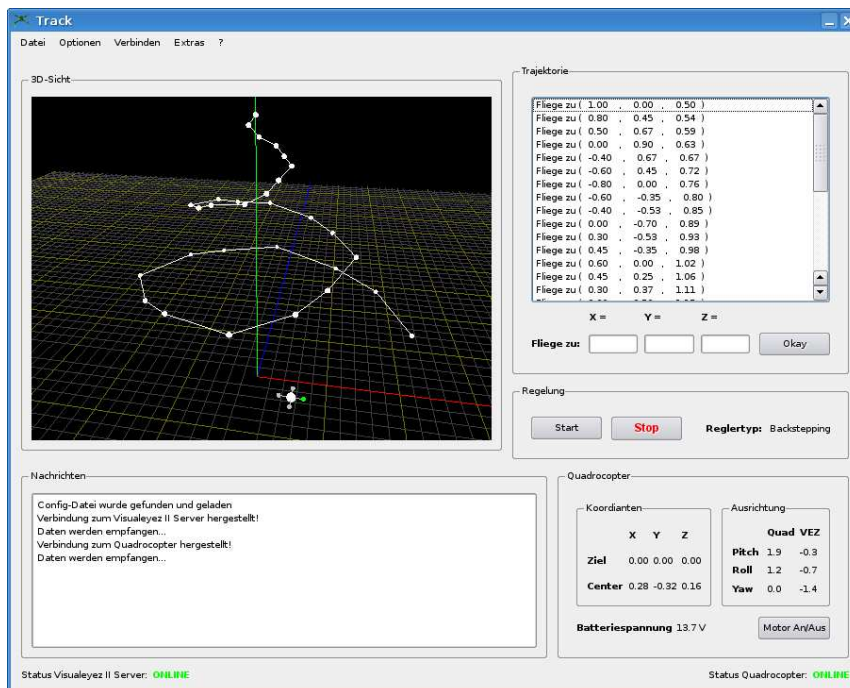 Track
Datei Optionen Verbinden Extras ?
3D-Sicht
Trajektorie
Fliege zu ( 1.00 , 0.00 , 0.50 )
Fliege zu ( 0.80 , 0.45 , 0.54 )
Fliege zu ( 0.50 , 0.67 , 0.59 )
Fliege zu ( 0.00 , 0.90 , 0.63 )
Fliege zu ( -0.40 , 0.67 , 0.67 )
Fliege zu ( -0.60 , 0.45 , 0.72 )
Fliege zu ( -0.80 , 0.00 , 0.76 )
Fliege zu ( -0.60 , -0.35 , 0.80 )
Fliege zu ( -0.40 , -0.53 , 0.85 )
Fliege zu ( 0.00 , -0.70 , 0.89 )
Fliege zu ( 0.30 , -0.53 , 0.93 )
Fliege zu ( 0.45 , -0.35 , 0.98 )
Fliege zu ( 0.60 , 0.00 , 1.02 )
Fliege zu ( 0.45 , 0.25 , 1.06 )
Fliege zu ( 0.30 , 0.37 , 1.11 )
X = Y = Z =
Fliege zu: Okay
Regelung
Start Stop Reglertyp: Backstepping
Nachrichten
Config-Datei wurde gefunden und geladen
Verbindung zum Visualeyez II Server hergestellt!
Daten werden empfangen...
Verbindung zum Quadrocopter hergestellt!
Daten werden empfangen...
Quadrocopter
Koordianten
X Y Z
Ziel 0.00 0.00 0.00
Center 0.28 -0.32 0.16
Ausrichtung
Quad VEZ
Pitch 1.9 -0.3
Roll 1.2 -0.7
Yaw 0.0 -1.4
Batteriespannung 13.7 V
Motor An/Aus
Status Visualeyez II Server: ONLINE
Status Quadrocopter: ONLINE